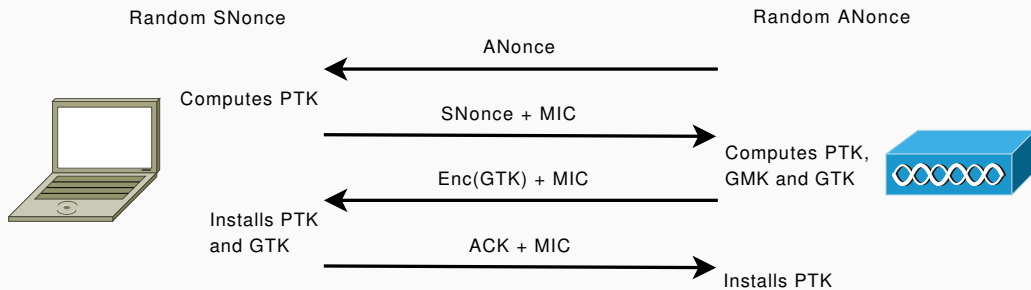 Random SNonce
Random ANonce
ANonce
Computes PTK
SNonce + MIC
Computes PTK,
GMK and GTK
Enc(GTK) + MIC
Installs PTK
and GTK
ACK + MIC
Installs PTK